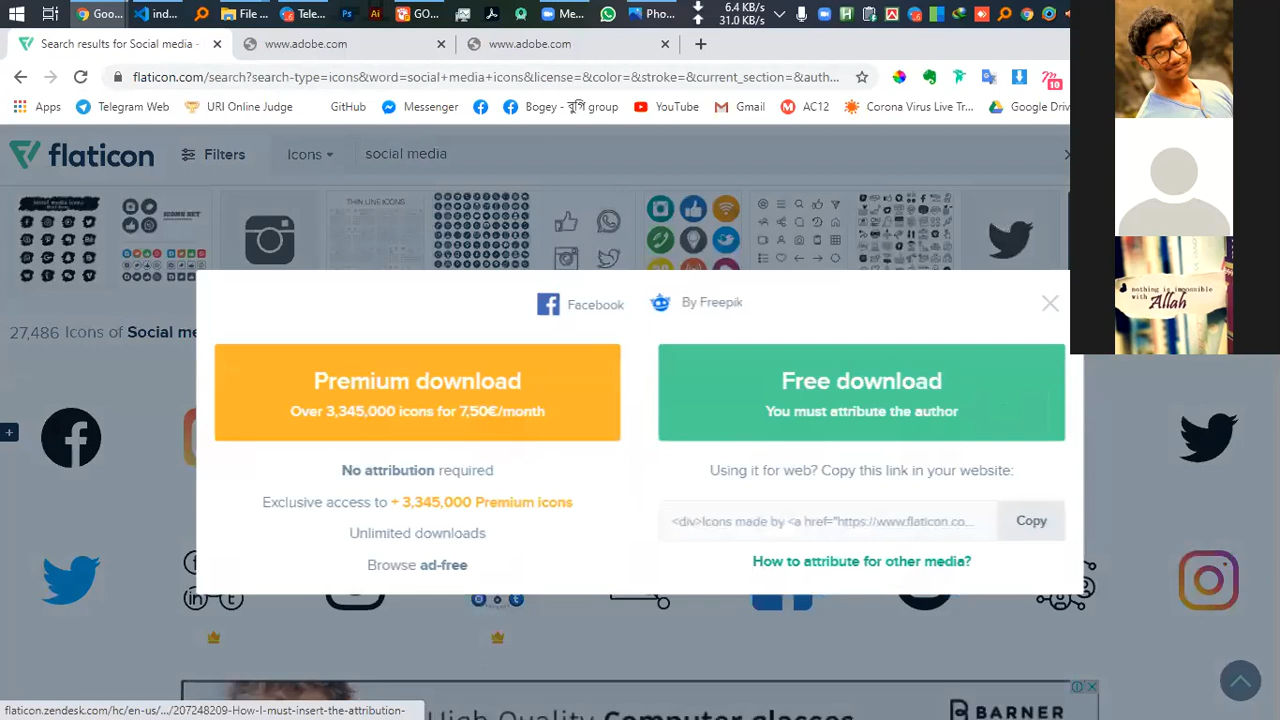 Goo...
ind...
File ...
Tele...
GO...
Me...
Pho...
6.4 KB/s
31.0 KB/s
Search results for Social media -
www.adobe.com
www.adobe.com
flaticon.com/search?search-type=icons&word=social+media+icons&license=&color=&stroke=&current_section=&auth...
10
Apps
Telegram Web
URI Online Judge
GitHub
Messenger
Bogey - বুগি group
YouTube
Gmail
AC12
Corona Virus Live Tr...
Google Driv
flaticon
Filters
Icons
social media
THIN LINE ICONS
ICONS SET
nothing is impossible
with Allah
Facebook
By Freepik
27,486 Icons of Social me
Premium download
Over 3,345,000 icons for 7,50€/month
Free download
You must attribute the author
No attribution required
Using it for web? Copy this link in your website:
Exclusive access to + 3,345,000 Premium icons
<div>Icons made by <a href="https://www.flaticon.co...
Copy
Unlimited downloads
How to attribute for other media?
Browse ad-free
flaticon.zendesk.com/hc/en-us/.../207248209-How-I-must-insert-the-attribution-
High Quality Computer glasses
BARNER